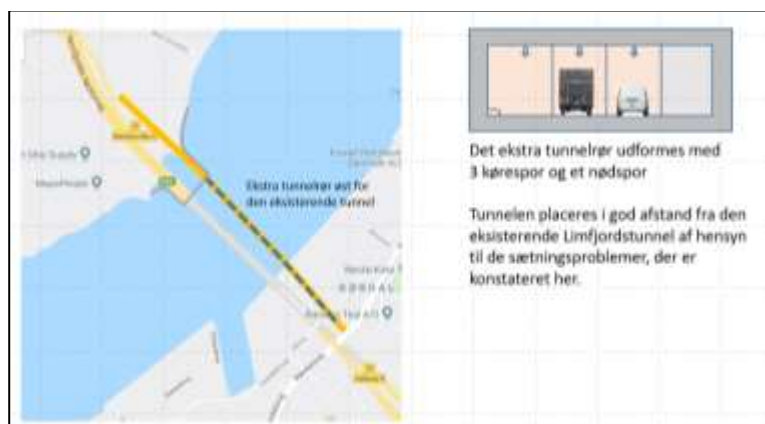 Ekstra tunnelrør øst for
den eksisterende tunnel
Det ekstra tunnelrør udformes med
3 kørespor og et nødspor
Tunnelen placeres i god afstand fra den
eksisterende Limfjordstunnel af hensyn
til de sætningsproblemer, der er
konstateret her.